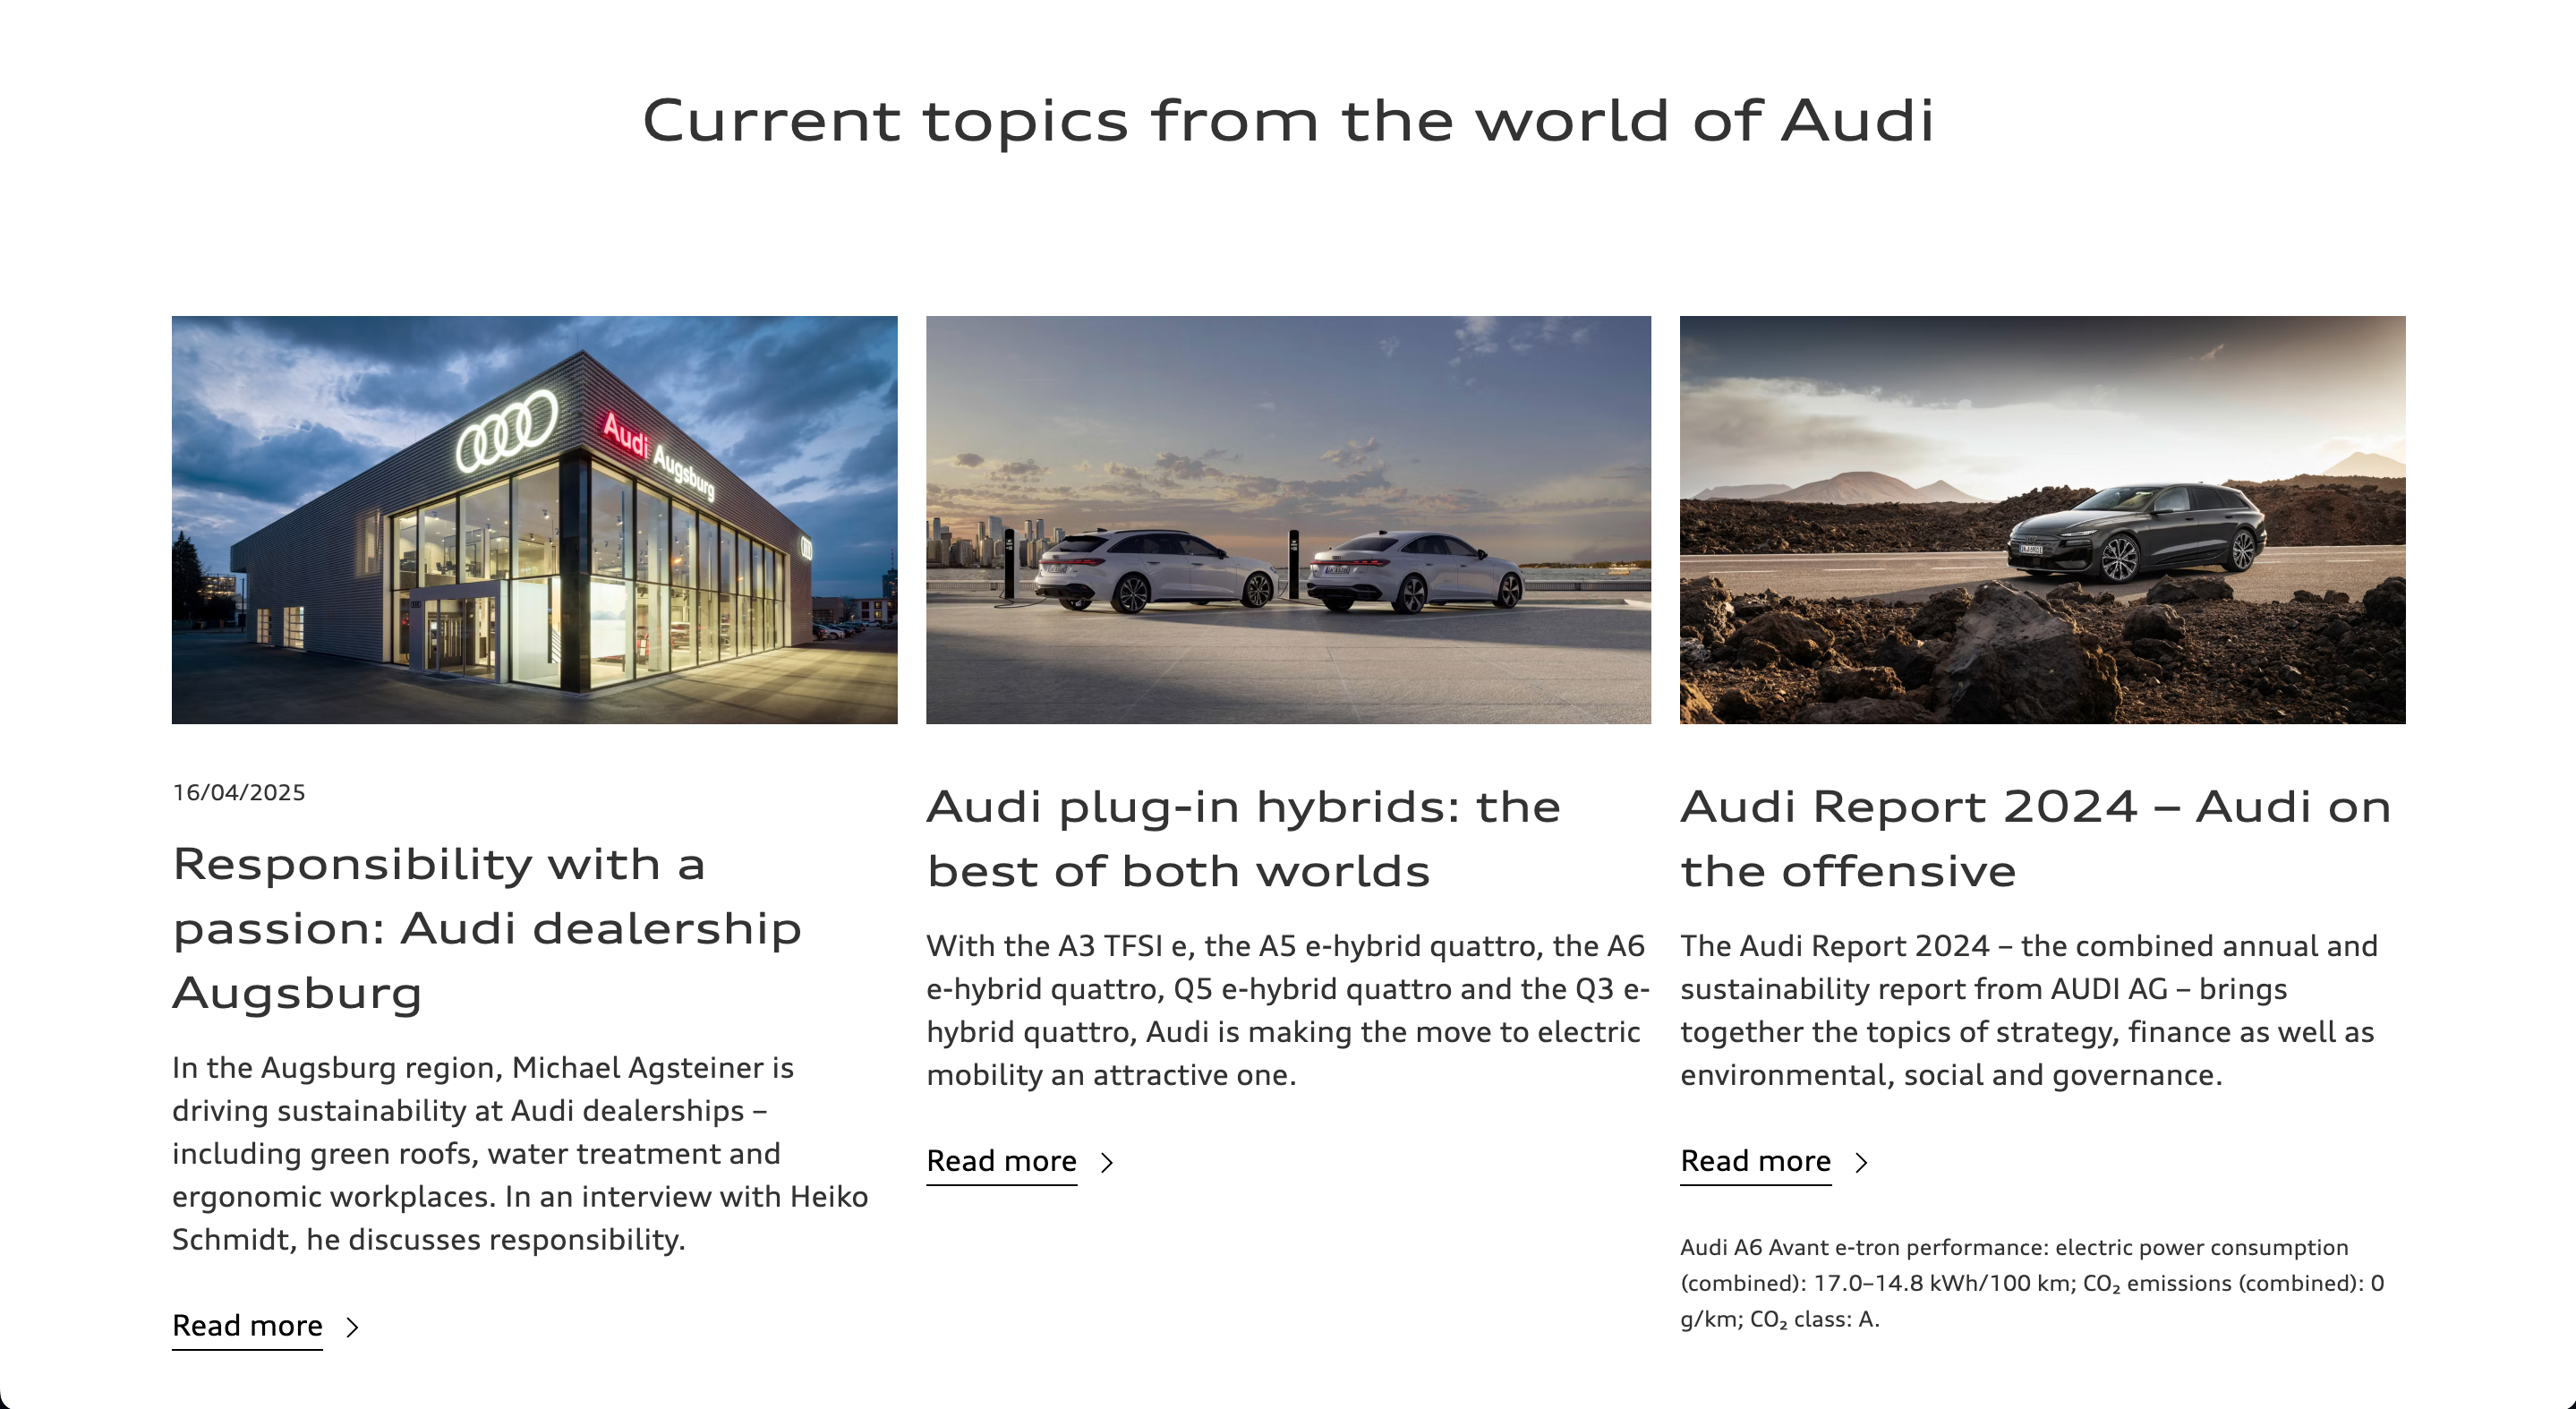 Current topics from the world of Audi
Audi Augsburg
16/04/2025
Responsibility with a
passion: Audi dealership
Augsburg
In the Augsburg region, Michael Agsteiner is
driving sustainability at Audi dealerships –
including green roofs, water treatment and
ergonomic workplaces. In an interview with Heiko
Schmidt, he discusses responsibility.
Read more
Audi plug-in hybrids: the
best of both worlds
With the A3 TFSI e, the A5 e-hybrid quattro, the A6
e-hybrid quattro, Q5 e-hybrid quattro and the Q3 e-
hybrid quattro, Audi is making the move to electric
mobility an attractive one.
Read more
Audi Report 2024 – Audi on
the offensive
The Audi Report 2024 – the combined annual and
sustainability report from AUDI AG – brings
together the topics of strategy, finance as well as
environmental, social and governance.
Read more
Audi A6 Avant e-tron performance: electric power consumption
(combined): 17.0–14.8 kWh/100 km; CO₂ emissions (combined): 0
g/km; CO₂ class: A.